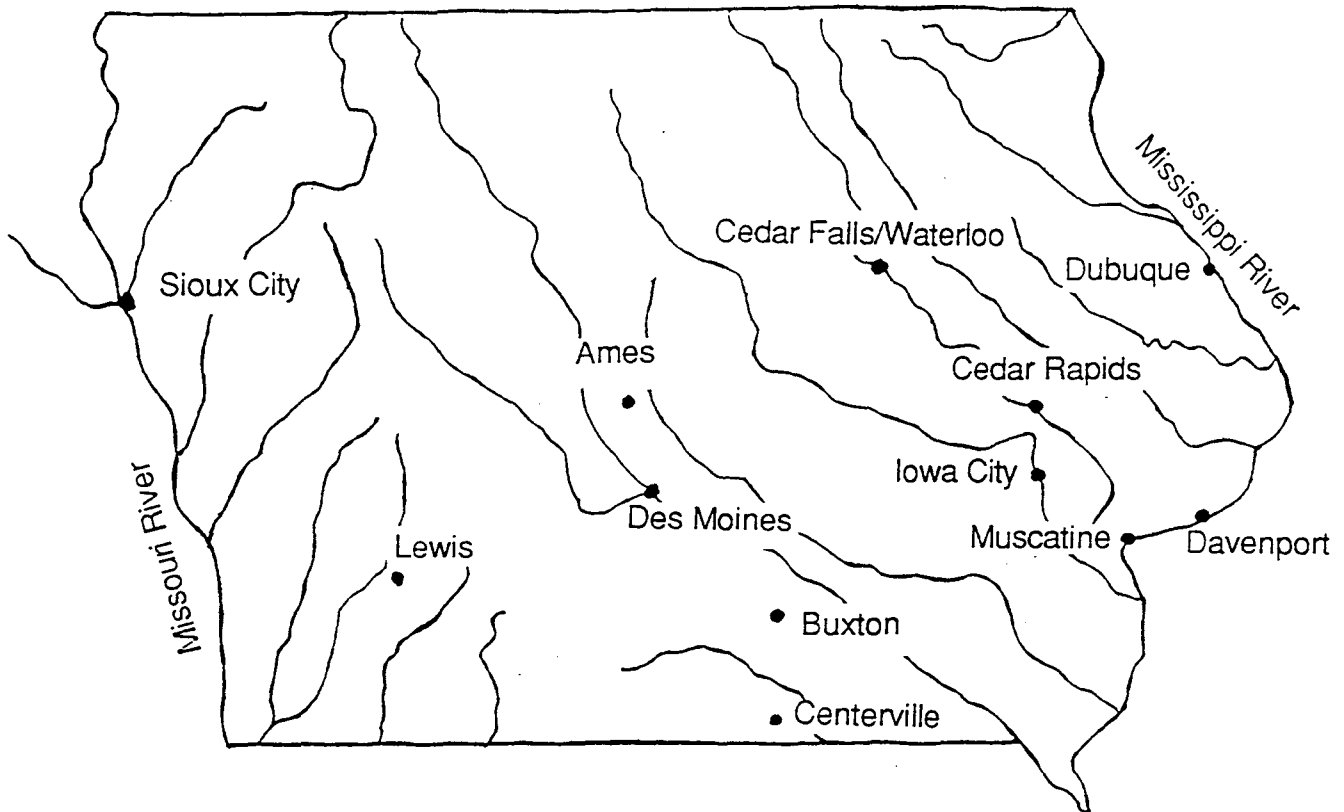 Mississippi River
Cedar Falls/Waterloo
Dubuque
Sioux City
Ames
Cedar Rapids
Iowa City
Missouri River
Des Moines
Muscatine
Davenport
Lewis
Buxton
Centerville